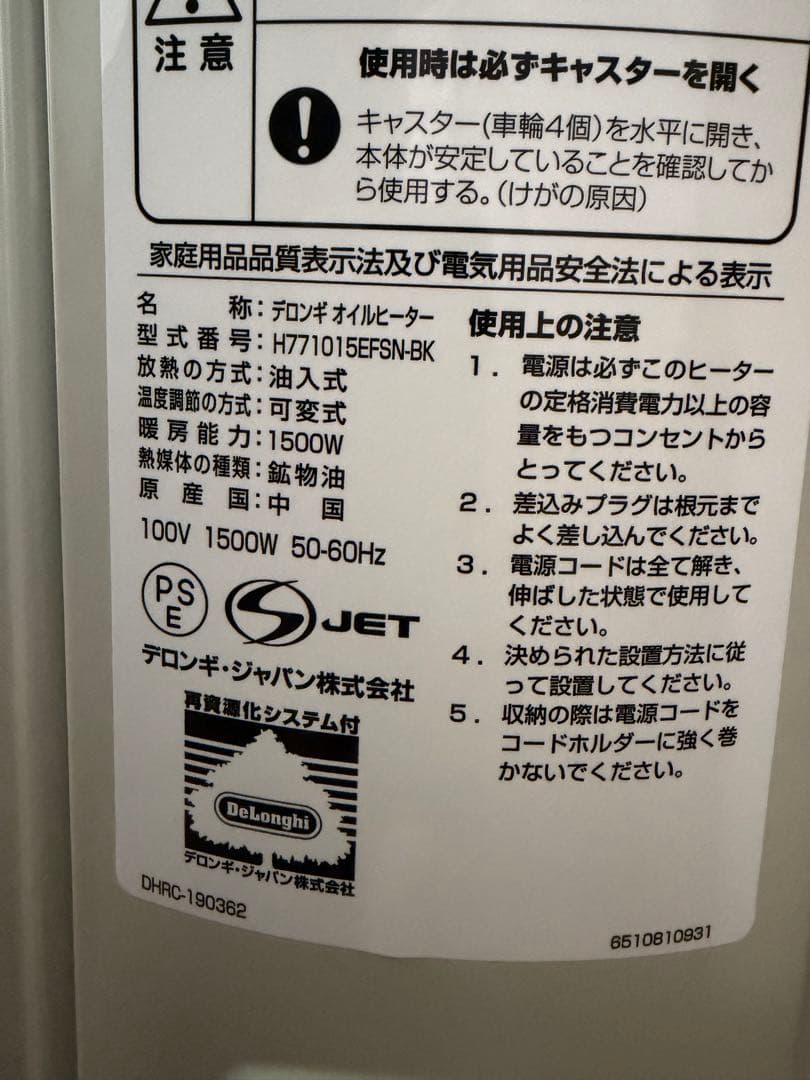 注意
使用時は必ずキャスターを開く
キャスター(車輪4個)を水平に開き、
本体が安定していることを確認してか
ら使用する。(けがの原因)
家庭用品品質表示法及び電気用品安全法による表示
名称：デロンギ オイルヒーター
型式番号：H771015EFSN-BK
放熱の方式：油入式
温度調節の方式：可変式
暖房能力：1500W
熱媒体の種類：鉱物油
原産国：中国
100V 1500W 50-60Hz
PS
E
S JET
デロンギ・ジャパン株式会社
再資源化システム付
DeLonghi
デロンギ・ジャパン株式会社
DHRC-190362
使用上の注意
1. 電源は必ずこのヒーター
の定格消費電力以上の容
量をもつコンセントから
とってください。
2. 差込みプラグは根元まで
よく差し込んでください。
3. 電源コードは全て解き、
伸ばした状態で使用して
ください。
4. 決められた設置方法に従
って設置してください。
5. 収納の際は電源コードを
コードホルダーに強く巻
かないでください。
6510810931